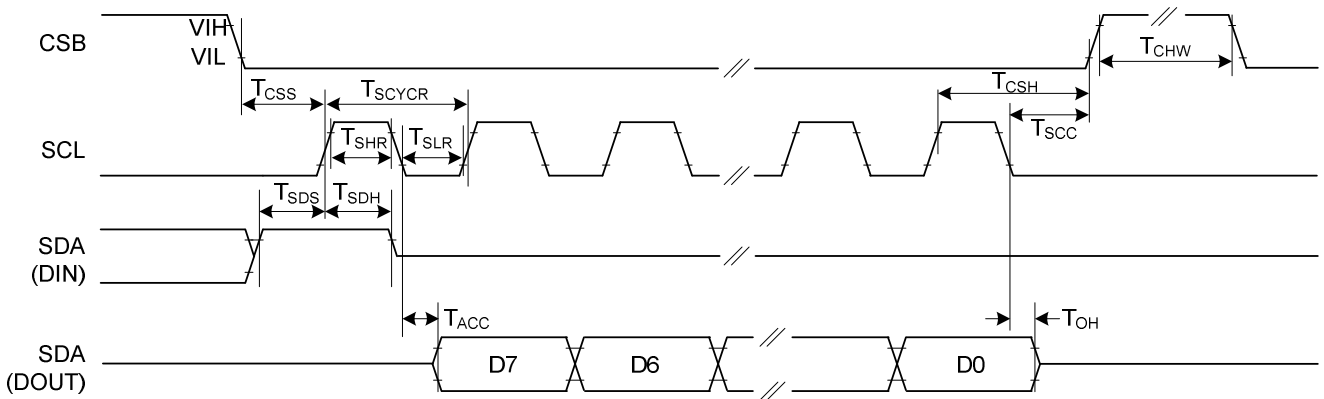 CSB
VIH
VIL
TCHW
TCSS
TSCYCR
TCSH
SCL
TSHR
TSLR
TSCC
TSDS
TSDH
SDA
(DIN)
TACC
TOH
SDA
(DOUT)
D7
D6
D0